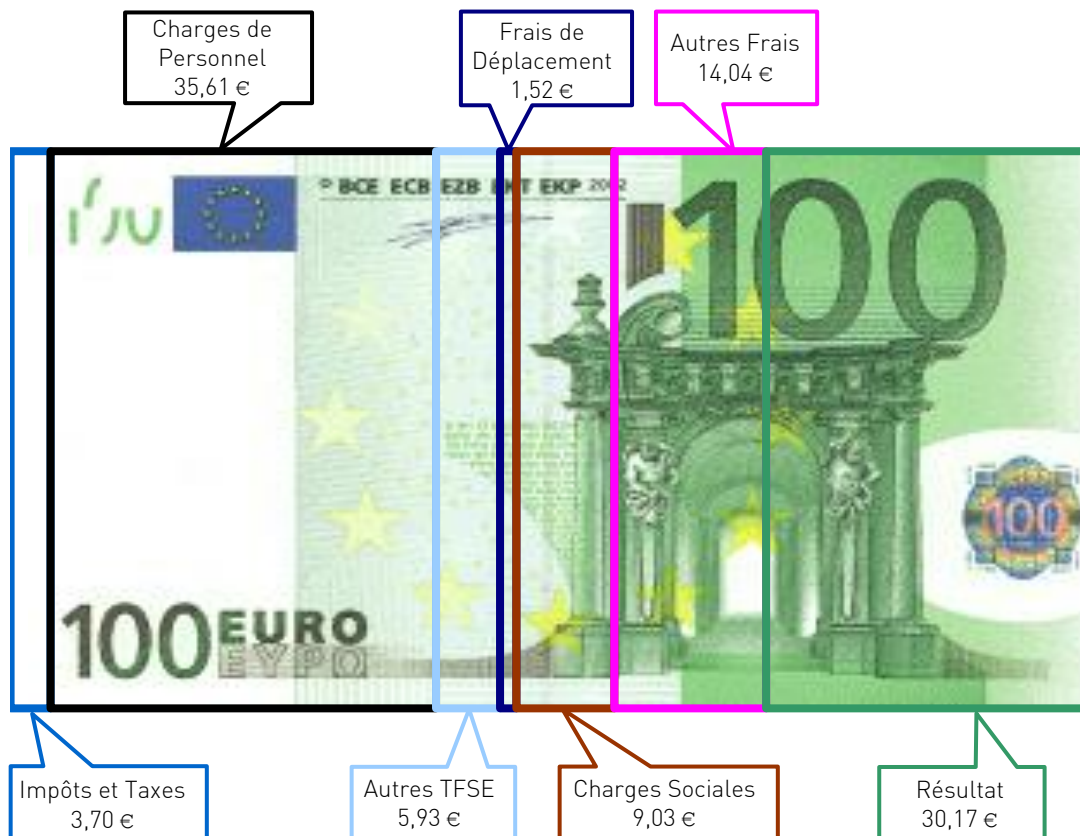 Charges de
Personnel
35,61 €
Frais de
Déplacement
1,52 €
Autres Frais
14,04 €
© BCE ECB EZB EKT EKP 2002
100
100
100 EURO
ΕΥΡΩ
Impôts et Taxes
3,70 €
Autres TFSE
5,93 €
Charges Sociales
9,03 €
Résultat
30,17 €